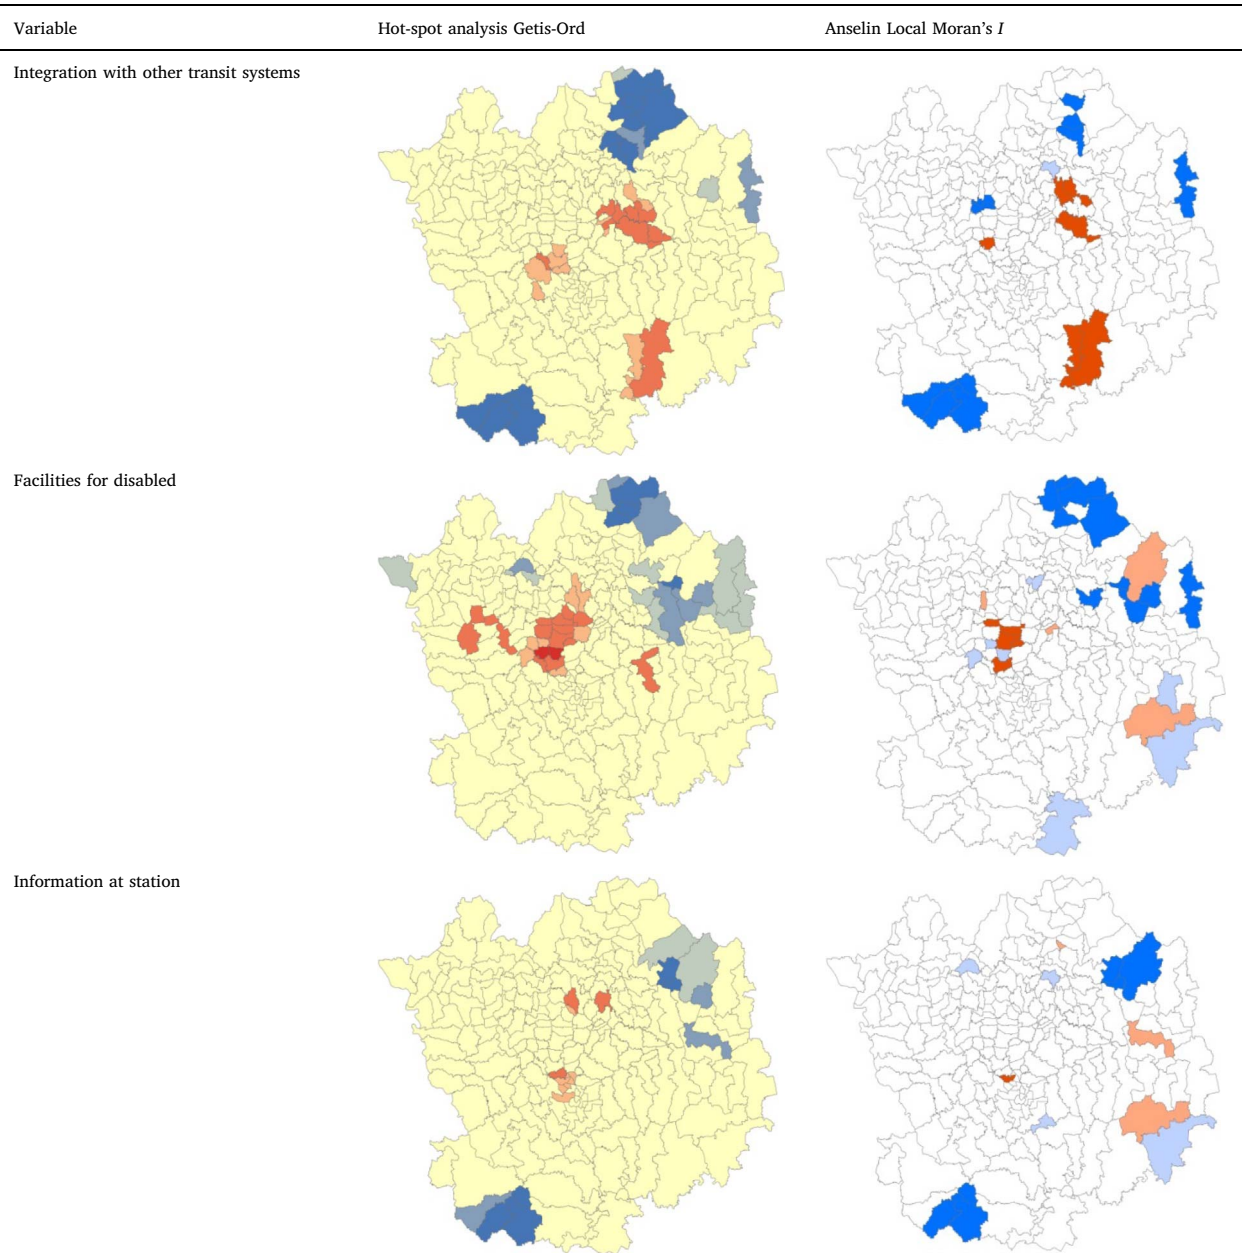 Variable Hot-spot analysis Getis-Ord Anselin Local Moran's I
Integration with other transit systems
Facilities for disabled
Information at station